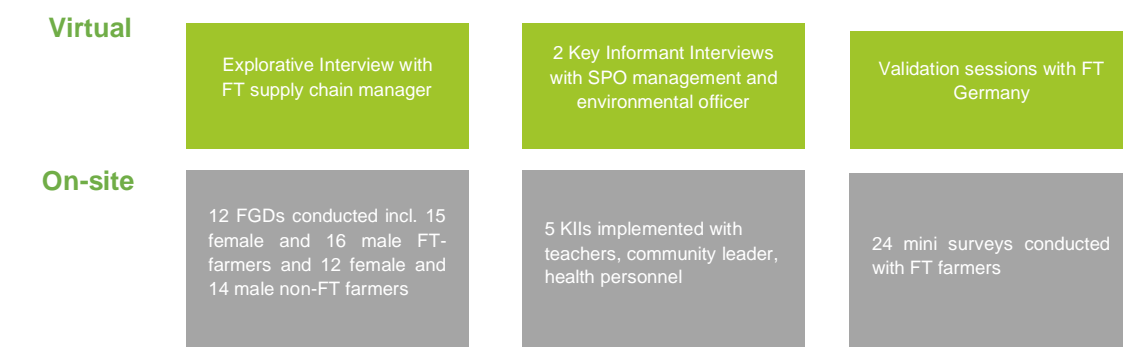 Virtual
Explorative Interview with
FT supply chain manager
2 Key Informant Interviews
with SPO management and
environmental officer
Validation sessions with FT
Germany
On-site
12 FGDs conducted incl. 15
female and 16 male FT-
farmers and 12 female and
14 male non-FT farmers
5 KIIs implemented with
teachers, community leader,
health personnel
24 mini surveys conducted
with FT farmers